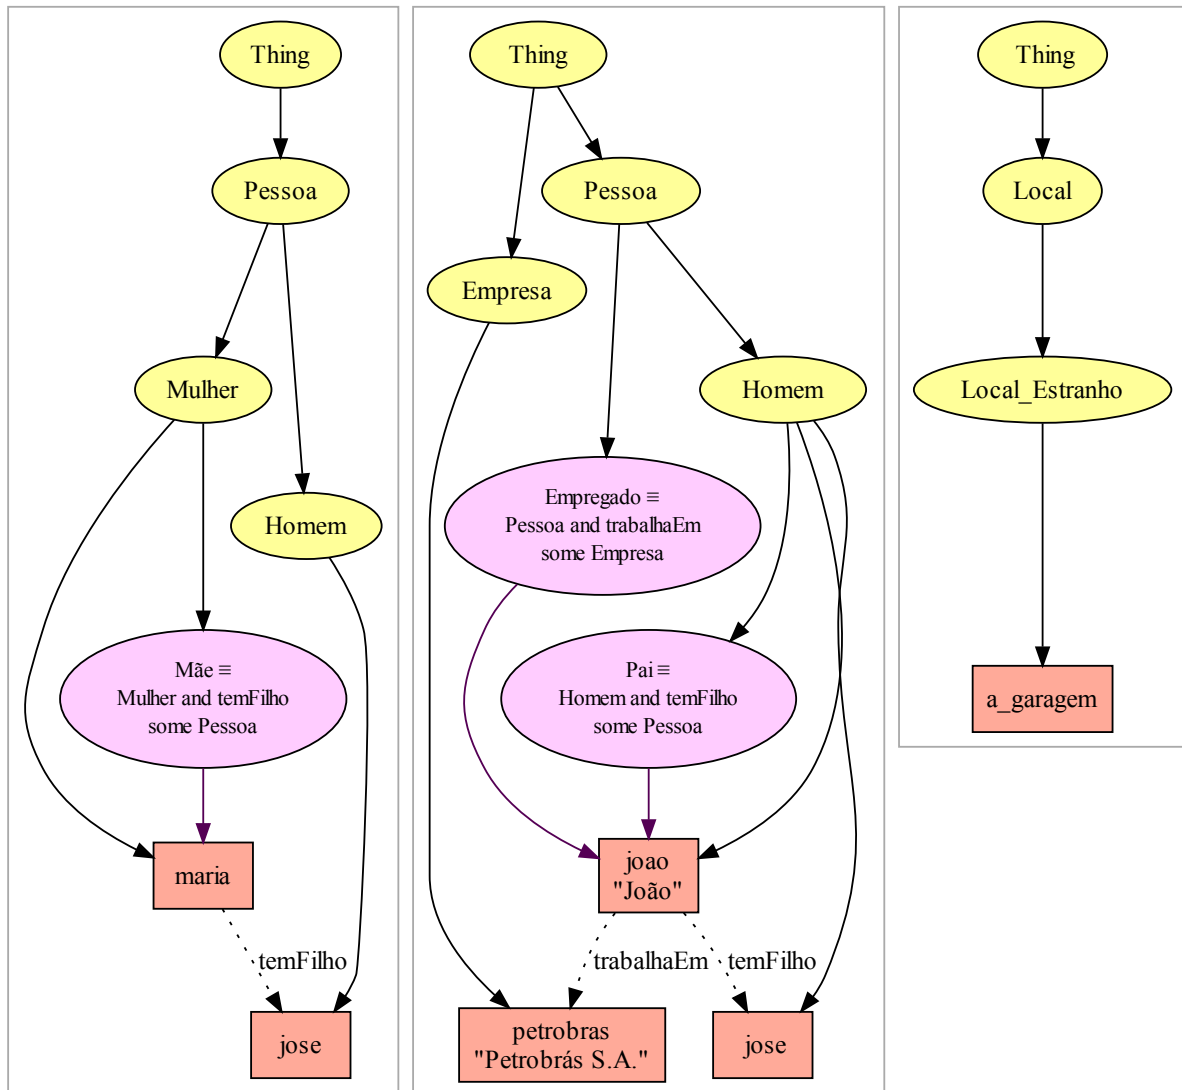 Thing
Pessoa
Mulher
Homem
Mãe ≡
Mulher and temFilho
some Pessoa
maria
temFilho
jose
Thing
Pessoa
Empresa
Homem
Empregado ≡
Pessoa and trabalhaEm
some Empresa
Pai ≡
Homem and temFilho
some Pessoa
joao
"João"
trabalhaEm
temFilho
petrobras
"Petrobrás S.A."
jose
Thing
Local
Local_Estranho
a_garagem